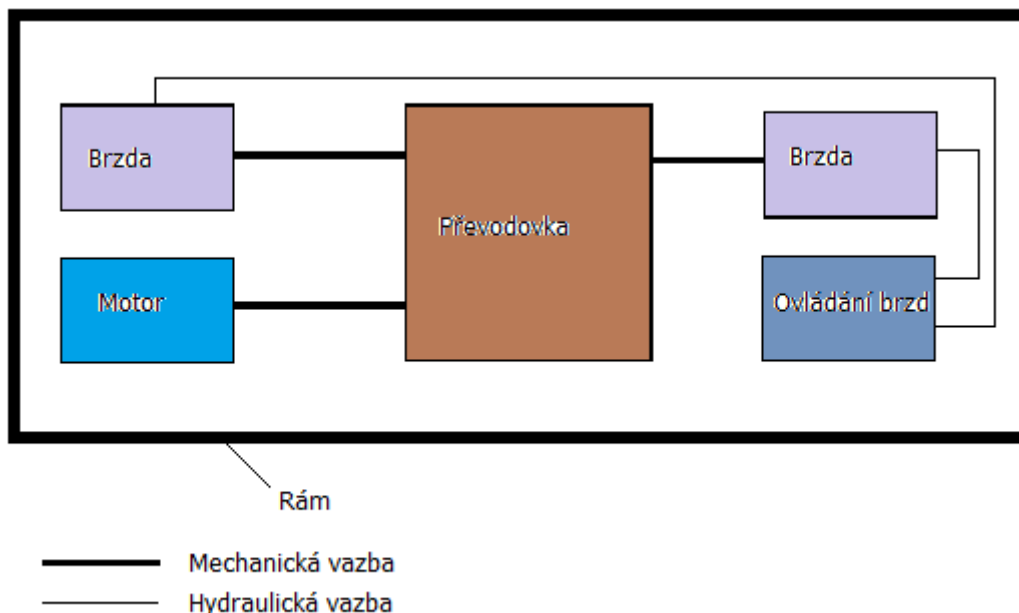 Brzda
Brzda
Převodovka
Motor
Ovládání brzd
Rám
Mechanická vazba
Hydraulická vazba